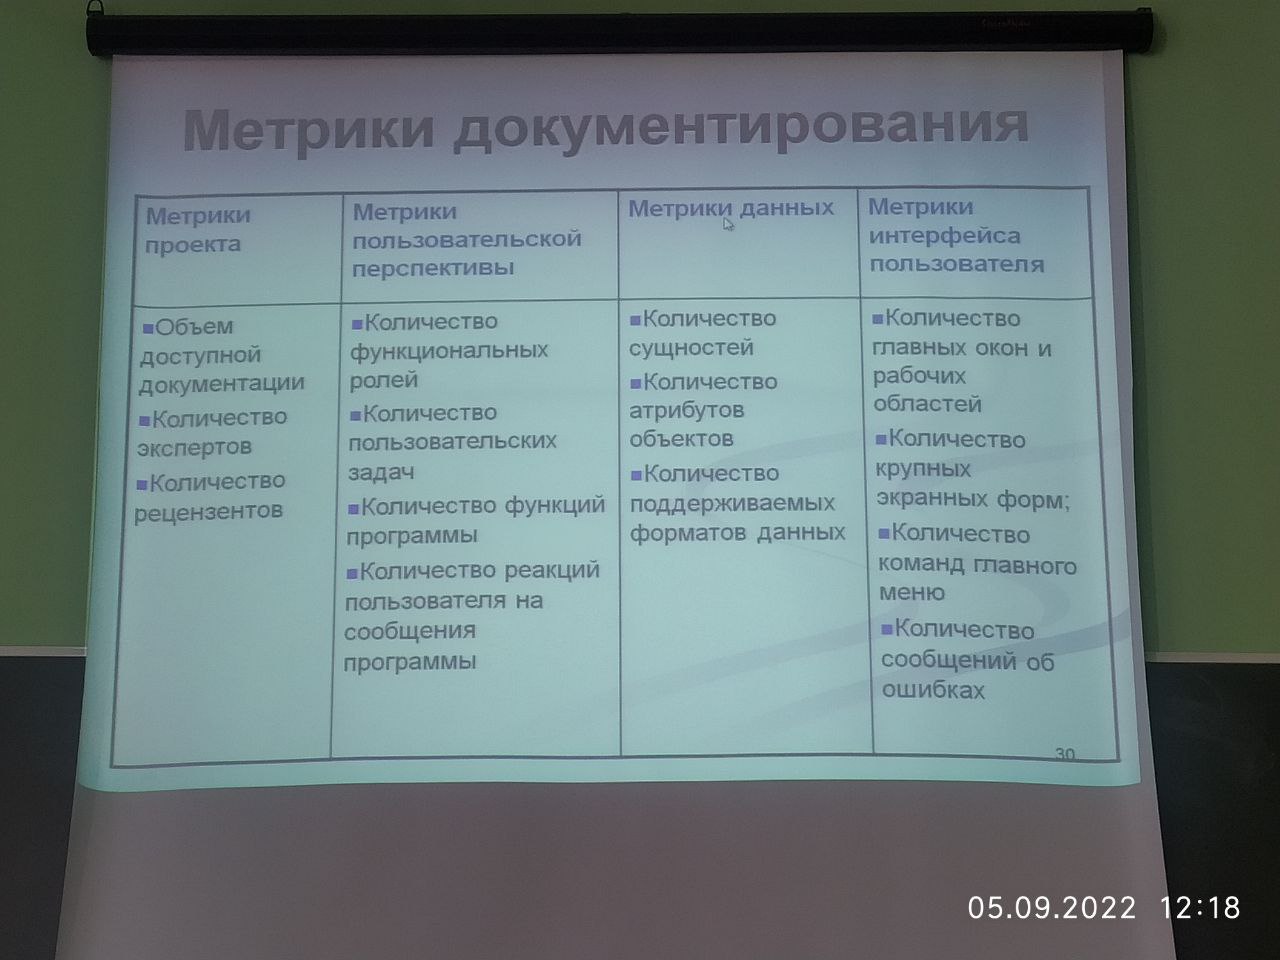 Метрики документирования
Метрики
проекта
Метрики
пользовательской
перспективы
Метрики данных
Метрики
интерфейса
пользователя
■Объем
доступной
документации
■Количество
экспертов
■Количество
рецензентов
■Количество
функциональных
ролей
■Количество
пользовательских
задач
■Количество функций
программы
■Количество реакций
пользователя на
сообщения
программы
■Количество
сущностей
■Количество
атрибутов
объектов
■Количество
поддерживаемых
форматов данных
■Количество
главных окон и
рабочих
областей
■Количество
крупных
экранных форм;
■Количество
команд главного
меню
■Количество
сообщений об
ошибках
30
05.09.2022 12:18